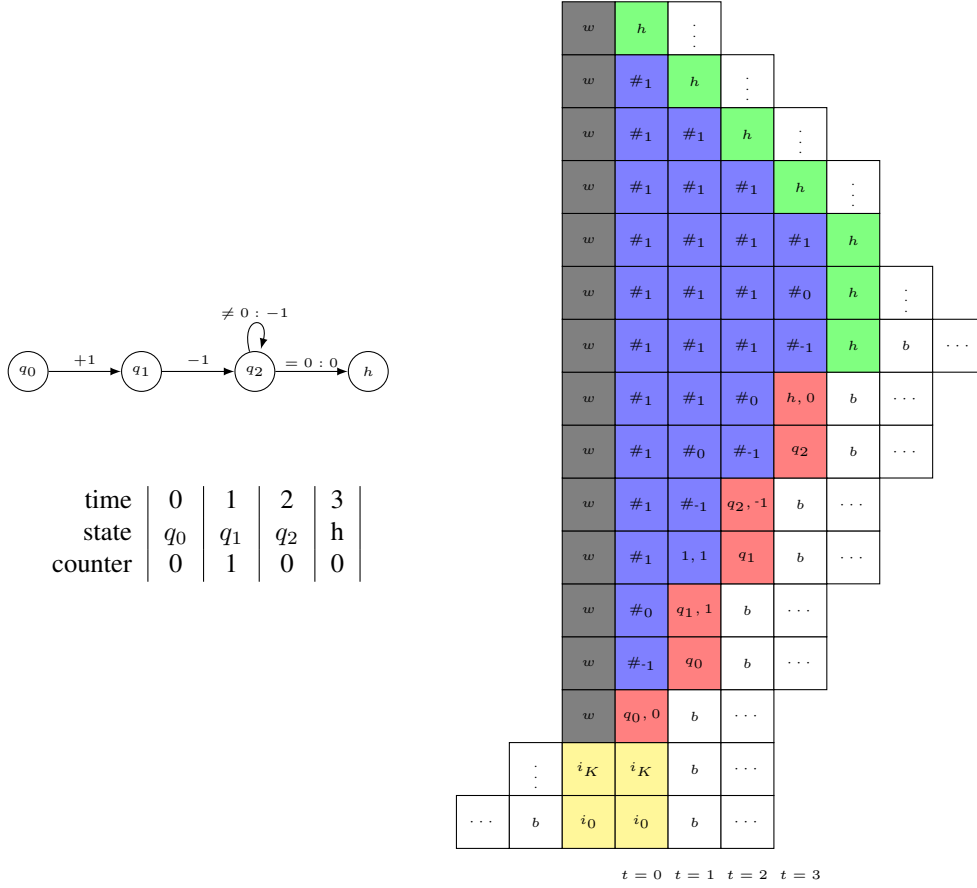 ≠ 0 : −1
q₀ +1 q₁ −1 q₂ = 0 : 0 h
time 0 1 2 3
state q₀ q₁ q₂ h
counter 0 1 0 0
w h ⋮
w #₁ h ⋮
w #₁ #₁ h ⋮
w #₁ #₁ #₁ h ⋮
w #₁ #₁ #₁ #₁ h
w #₁ #₁ #₁ #₀ h ⋮
w #₁ #₁ #₁ #₋₁ h b ⋯
w #₁ #₁ #₀ h, 0 b ⋯
w #₁ #₀ #₋₁ q₂ b ⋯
w #₁ #₋₁ q₂, -1 b ⋯
w #₁ 1, 1 q₁ b ⋯
w #₀ q₁, 1 b ⋯
w #₋₁ q₀ b ⋯
w q₀, 0 b ⋯
⋮ i_K i_K b ⋯
⋯ b i₀ i₀ b ⋯
t = 0 t = 1 t = 2 t = 3